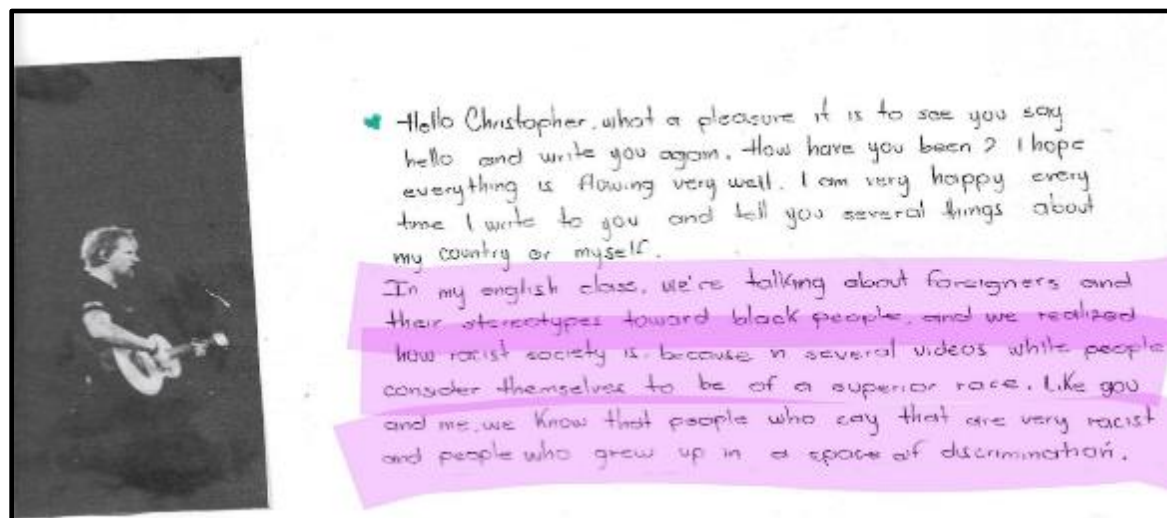 Hello Christopher, what a pleasure it is to see you say
hello and write you again. How have you been? I hope
everything is flowing very well. I am very happy every
time I write to you and tell you several things about
my country or myself.
In my english class, we're talking about foreigners and
their stereotypes toward black people, and we realized
how racist society is, because in several videos white people
consider themselves to be of a superior race. Like you
and me, we know that people who say that are very racist
and people who grew up in a space of discrimination.